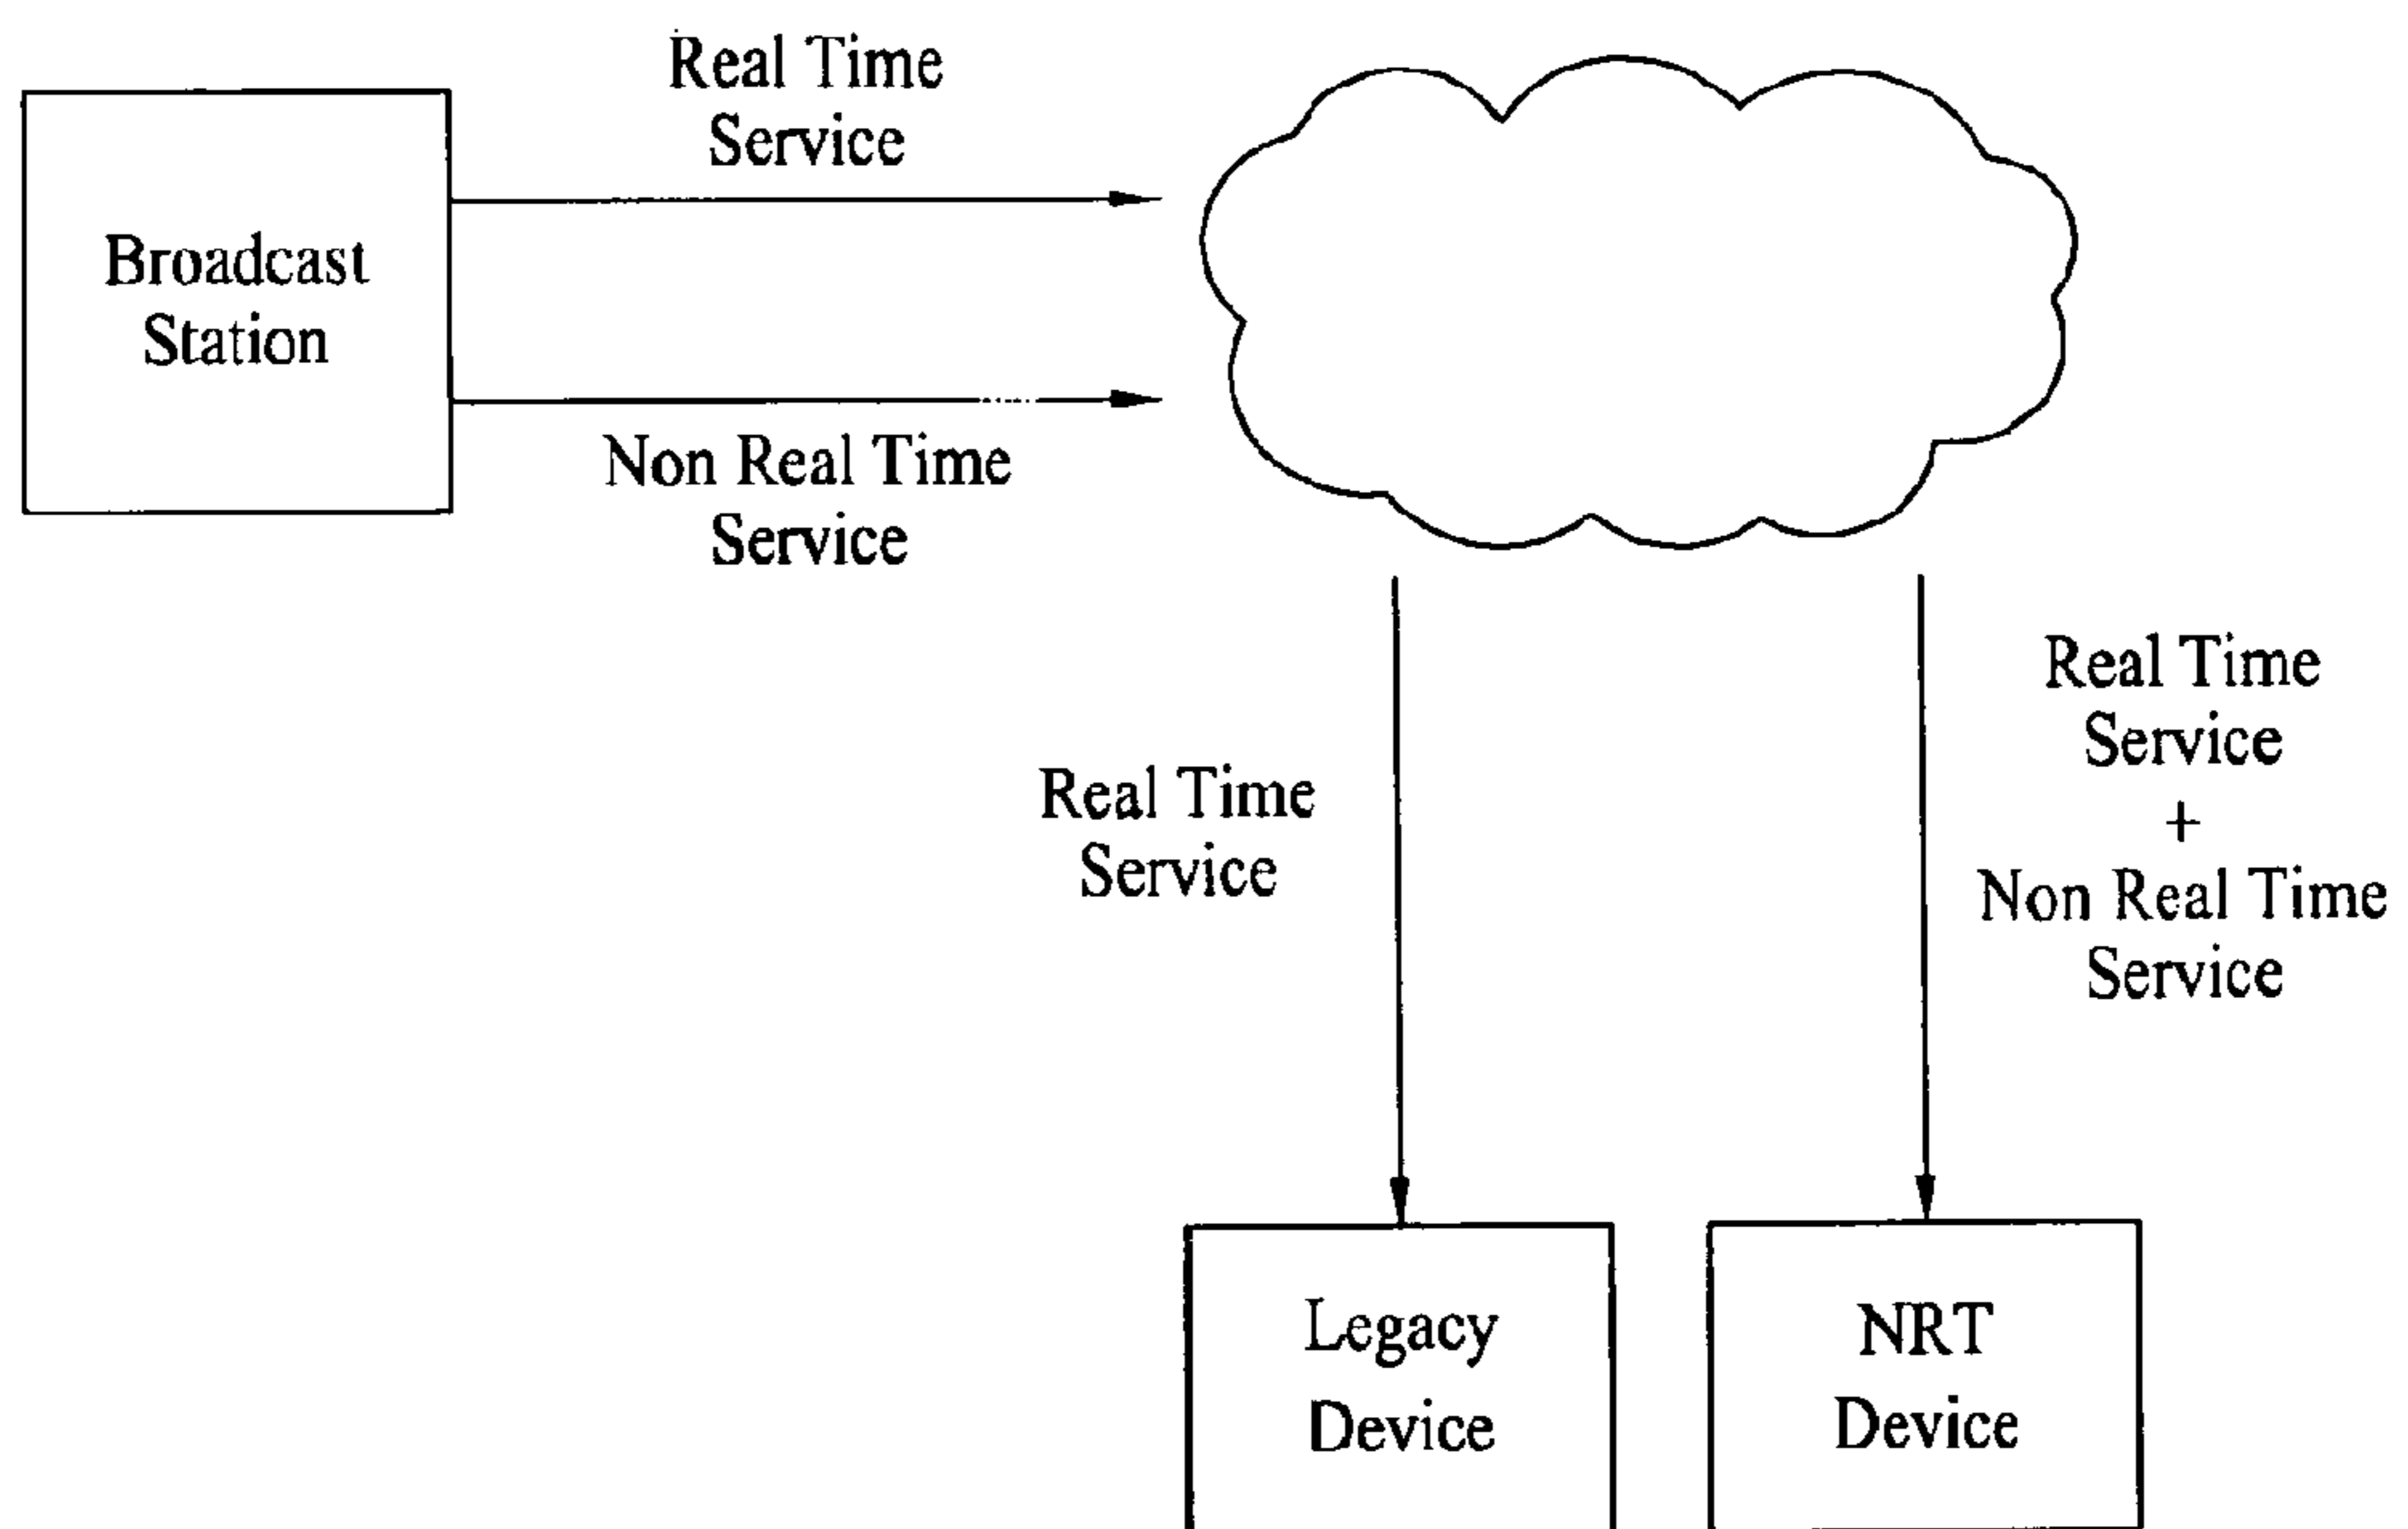 Real Time
Service
Broadcast
Station
Non Real Time
Service
Real Time
Service
Real Time
Service
+
Non Real Time
Service
Legacy
Device
NRT
Device